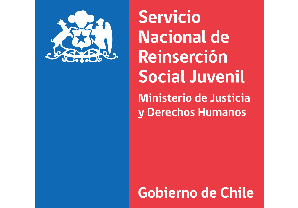 Servicio
Nacional de
Reinserción
Social Juvenil
Ministerio de Justicia
y Derechos Humanos
Gobierno de Chile